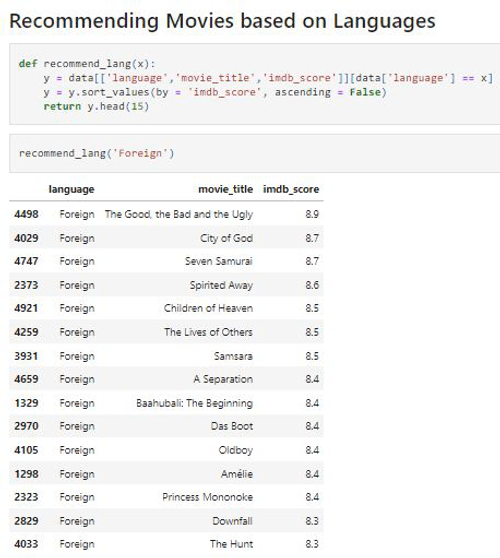 Recommending Movies based on Languages
def recommend_lang(x):
    y = data[['language','movie_title','imdb_score']][data['language'] == x]
    y = y.sort_values(by = 'imdb_score', ascending = False)
    return y.head(15)
recommend_lang('Foreign')
language movie_title imdb_score
4498 Foreign The Good, the Bad and the Ugly 8.9
4029 Foreign City of God 8.7
4747 Foreign Seven Samurai 8.7
2373 Foreign Spirited Away 8.6
4921 Foreign Children of Heaven 8.5
4259 Foreign The Lives of Others 8.5
3931 Foreign Samsara 8.5
4659 Foreign A Separation 8.4
1329 Foreign Baahubali: The Beginning 8.4
2970 Foreign Das Boot 8.4
4105 Foreign Oldboy 8.4
1298 Foreign Amélie 8.4
2323 Foreign Princess Mononoke 8.4
2829 Foreign Downfall 8.3
4033 Foreign The Hunt 8.3